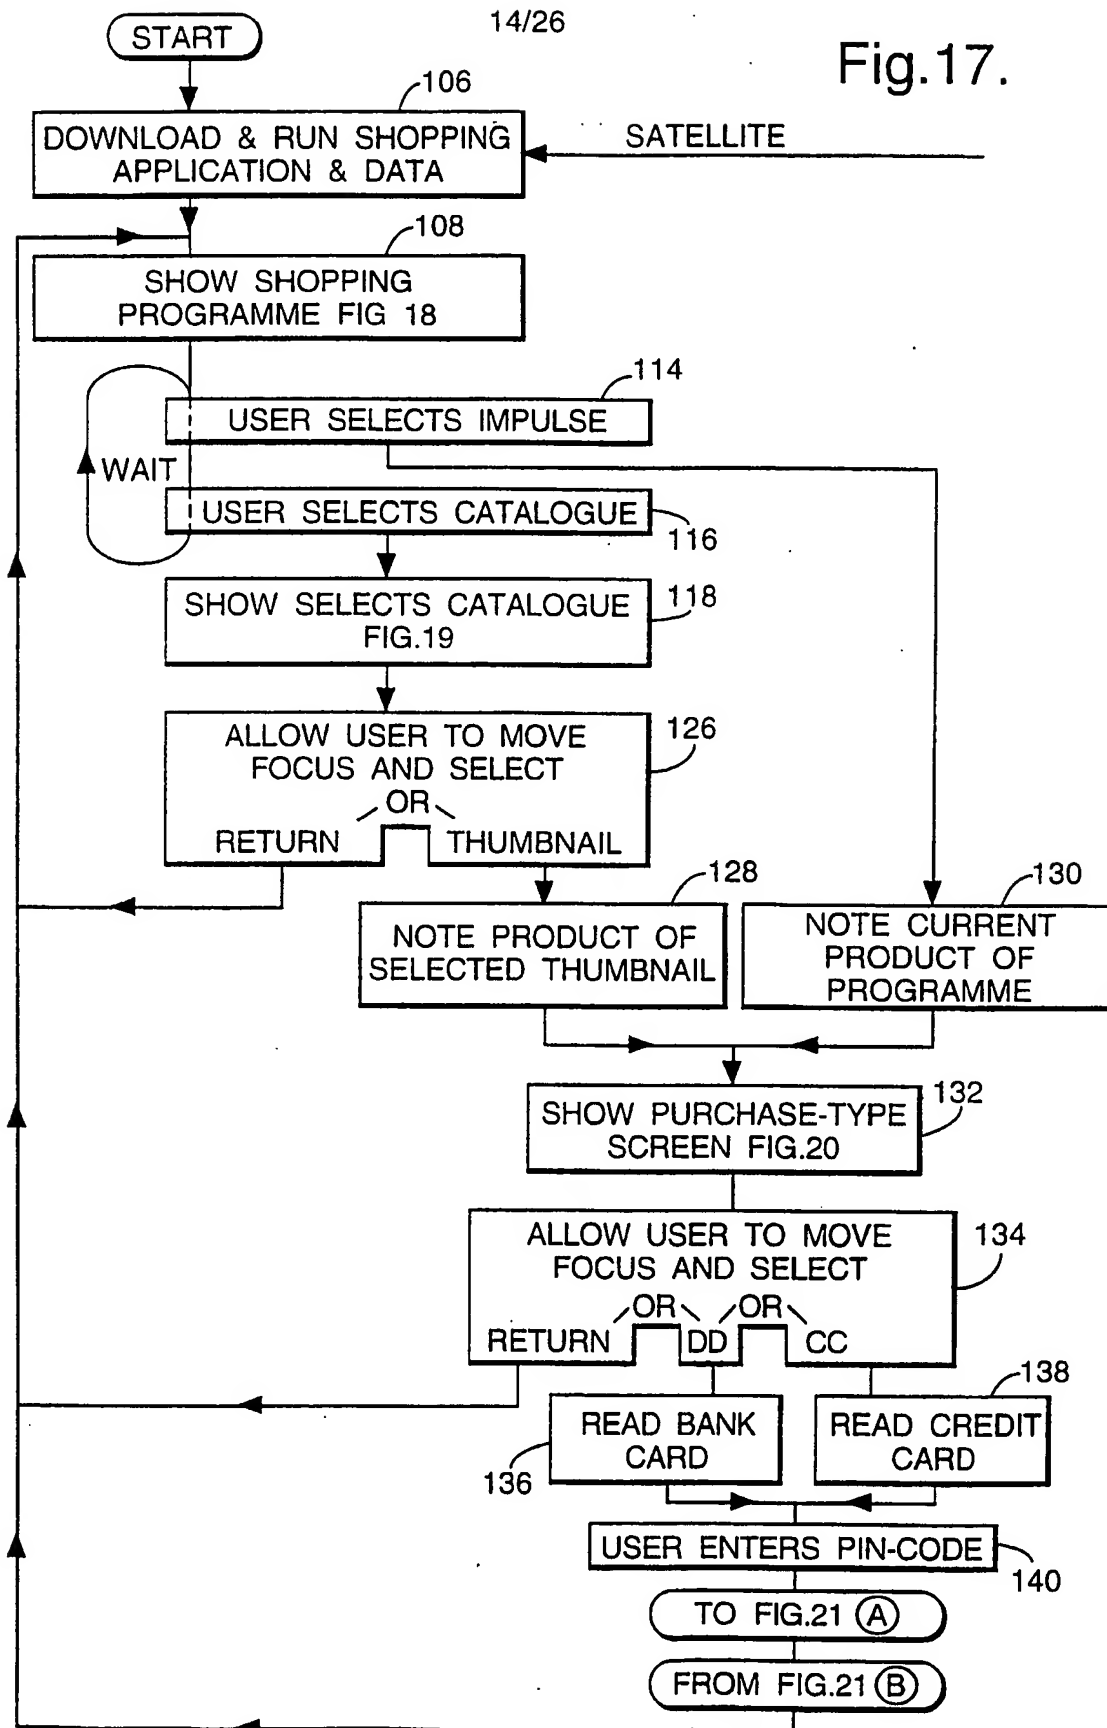 14/26
START
Fig.17.
106
DOWNLOAD & RUN SHOPPING
APPLICATION & DATA
SATELLITE
108
SHOW SHOPPING
PROGRAMME FIG 18
114
USER SELECTS IMPULSE
WAIT
USER SELECTS CATALOGUE
116
SHOW SELECTS CATALOGUE
FIG.19
118
ALLOW USER TO MOVE
FOCUS AND SELECT
OR
RETURN THUMBNAIL
126
128
NOTE PRODUCT OF
SELECTED THUMBNAIL
130
NOTE CURRENT
PRODUCT OF
PROGRAMME
SHOW PURCHASE-TYPE
SCREEN FIG.20
132
ALLOW USER TO MOVE
FOCUS AND SELECT
OR OR
RETURN DD CC
134
READ BANK
CARD
136
138
READ CREDIT
CARD
USER ENTERS PIN-CODE
140
TO FIG.21 A
FROM FIG.21 B